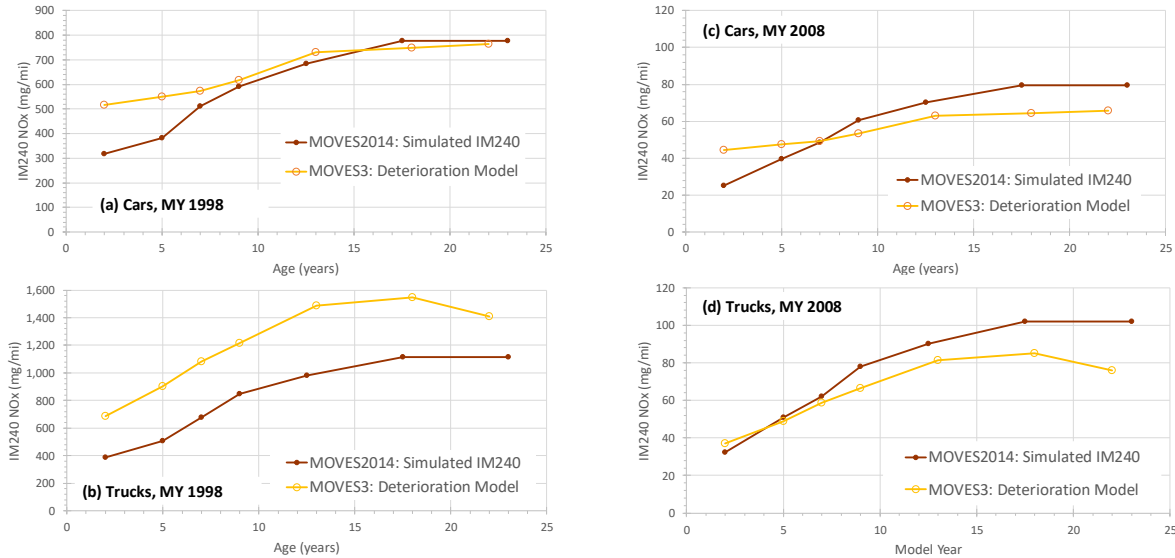 900
800
700
600
500
400
300
200
100
0
IM240 NOx (mg/mi)
MOVES2014: Simulated IM240
MOVES3: Deterioration Model
(a) Cars, MY 1998
0 5 10 15 20 25
Age (years)
120
100
80
60
40
20
0
IM240 NOx (mg/mi)
(c) Cars, MY 2008
MOVES2014: Simulated IM240
MOVES3: Deterioration Model
0 5 10 15 20 25
Age (years)
1,600
1,400
1,200
1,000
800
600
400
200
0
IM240 NOx (mg/mi)
MOVES2014: Simulated IM240
MOVES3: Deterioration Model
(b) Trucks, MY 1998
0 5 10 15 20 25
Age (years)
120
100
80
60
40
20
0
IM240 NOx (mg/mi)
(d) Trucks, MY 2008
MOVES2014: Simulated IM240
MOVES3: Deterioration Model
0 5 10 15 20 25
Model Year